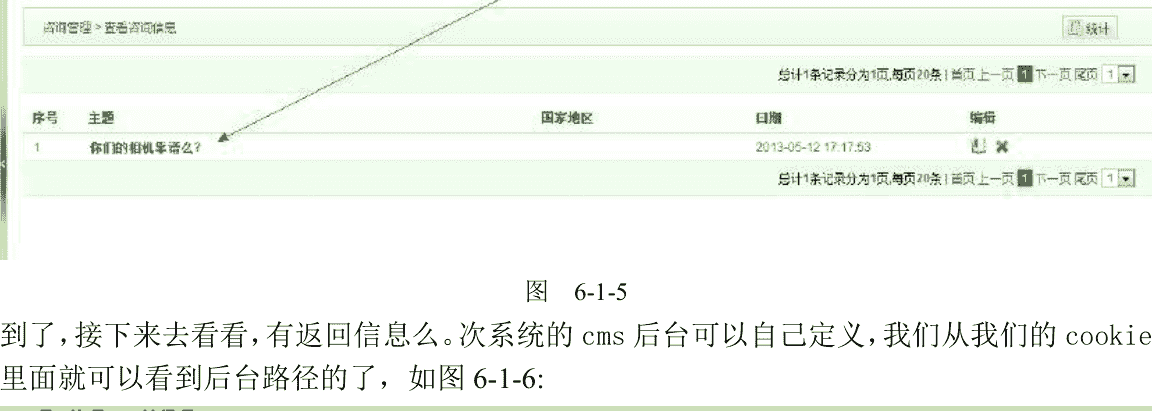 咨询管理 > 查看咨询信息
统计
总计1条记录分为1页,每页20条 | 首页 上一页 1 下一页 尾页 1
序号 主题 国家地区 日期 编辑
1 你们的相机靠谱么? 2013-05-12 17:17:53
总计1条记录分为1页,每页20条 | 首页 上一页 1 下一页 尾页 1
图 6-1-5
到了,接下来去看看,有返回信息么。次系统的 cms 后台可以自己定义,我们从我们的 cookie
里面就可以看到后台路径的了, 如图 6-1-6: